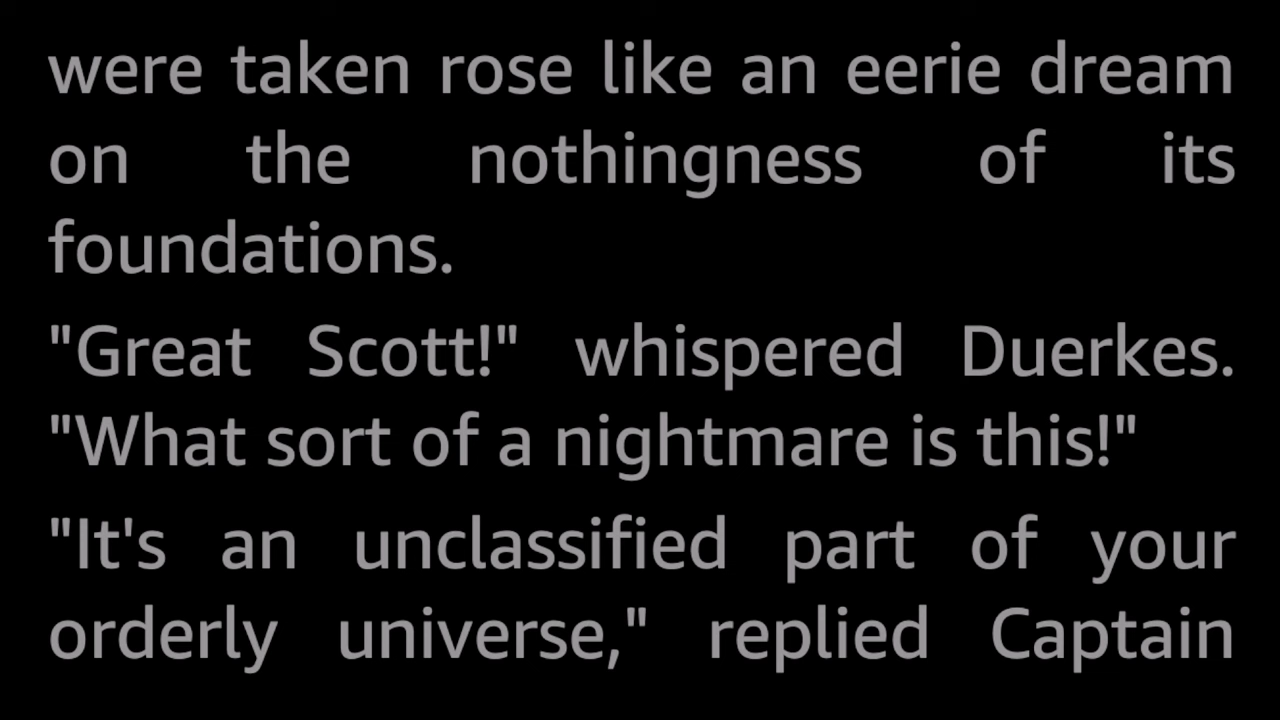 were taken rose like an eerie dream
on the nothingness of its
foundations.
"Great Scott!" whispered Duerkes.
"What sort of a nightmare is this!"
"It's an unclassified part of your
orderly universe," replied Captain